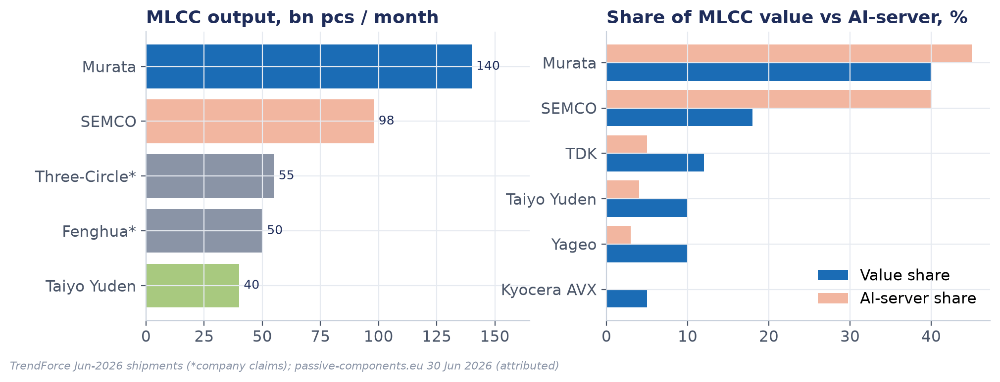 MLCC output, bn pcs / month
Murata
140
SEMCO
98
Three-Circle*
55
Fenghua*
50
Taiyo Yuden
40
0 25 50 75 100 125 150
Share of MLCC value vs AI-server, %
Murata
SEMCO
TDK
Taiyo Yuden
Yageo
Kyocera AVX
Value share
AI-server share
0 10 20 30 40
TrendForce Jun-2026 shipments (*company claims); passive-components.eu 30 Jun 2026 (attributed)